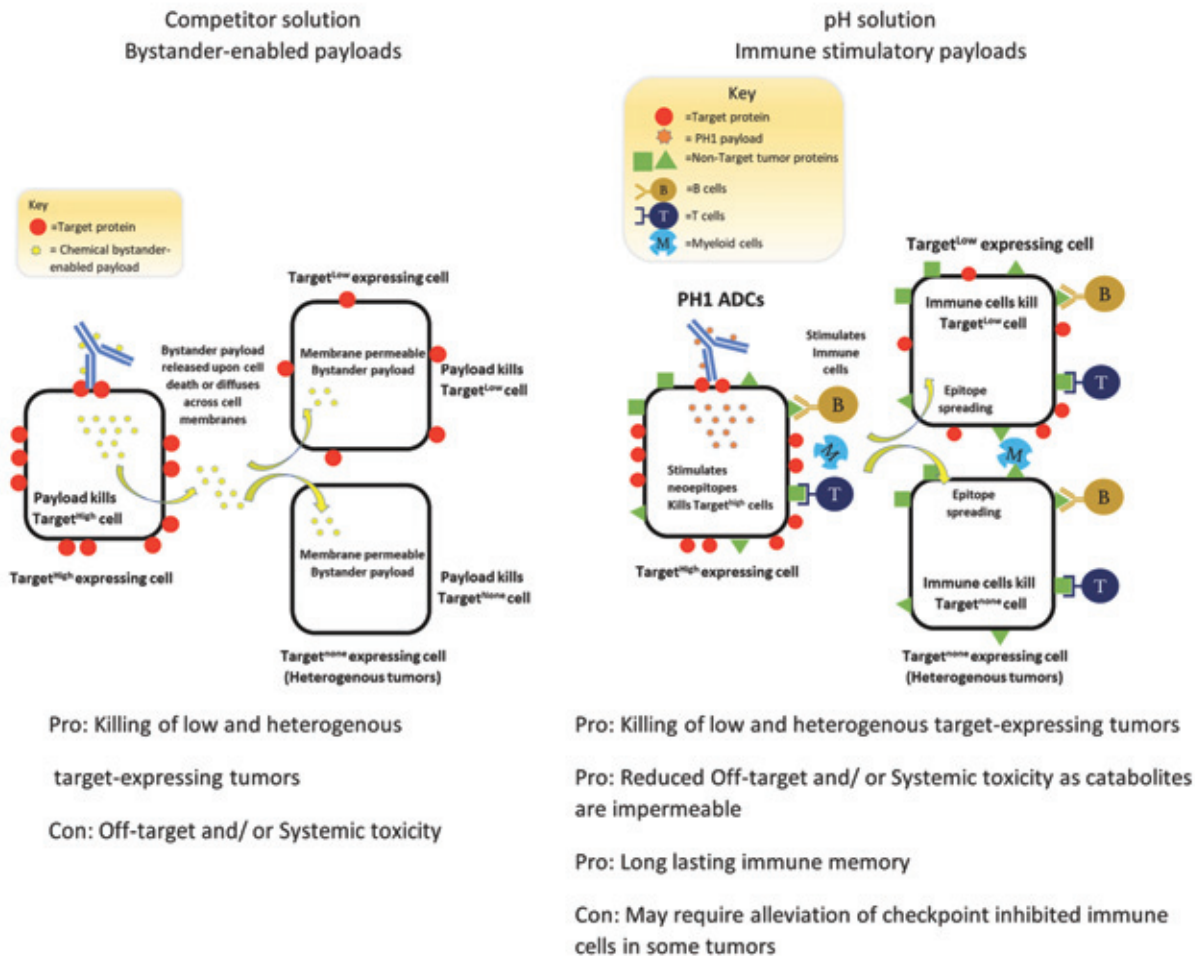 Competitor solution
Bystander-enabled payloads
Key
=Target protein
= Chemical bystander-
enabled payload
Bystander payload
released upon cell
death or diffuses
across cell
membranes
Payload kills
Target^High cell
Target^High expressing cell
Target^Low expressing cell
Membrane permeable
Bystander payload
Payload kills
Target^Low cell
Membrane permeable
Bystander payload
Payload kills
Target^None cell
Target^none expressing cell
(Heterogenous tumors)
Pro: Killing of low and heterogenous
target-expressing tumors
Con: Off-target and/ or Systemic toxicity
pH solution
Immune stimulatory payloads
Key
=Target protein
= PH1 payload
=Non-Target tumor proteins
B
=B cells
T
=T cells
M
=Myeloid cells
PH1 ADCs
Stimulates
Immune
cells
B
M
T
Stimulates
neoepitopes
Kills Target^high cells
Target^High expressing cell
Target^Low expressing cell
Immune cells kill
Target^Low cell
B
Epitope
spreading
T
M
Epitope
spreading
B
Immune cells kill
Target^none cell
T
Target^none expressing cell
(Heterogenous tumors)
Pro: Killing of low and heterogenous target-expressing tumors
Pro: Reduced Off-target and/ or Systemic toxicity as catabolites
are impermeable
Pro: Long lasting immune memory
Con: May require alleviation of checkpoint inhibited immune
cells in some tumors